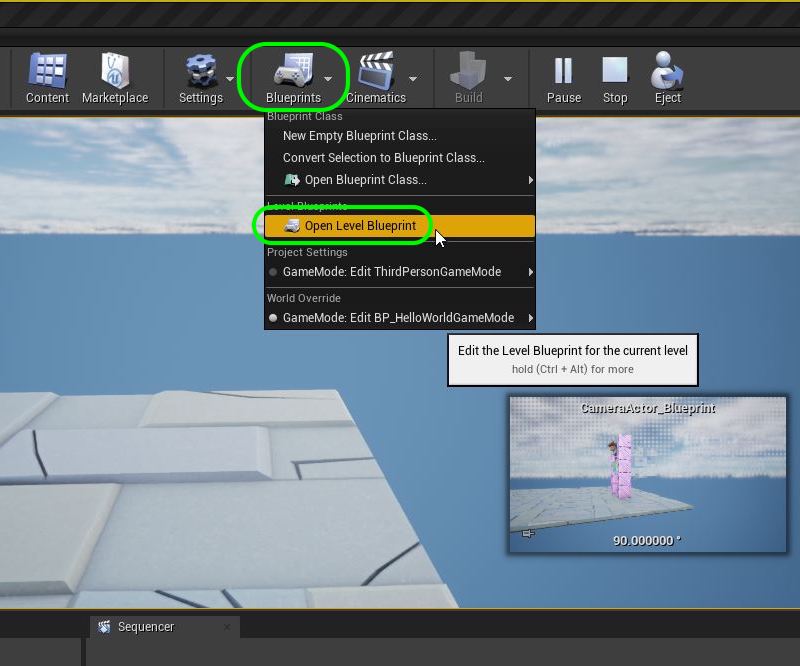 Content
Marketplace
Settings
Blueprints
Cinematics
Build
Pause
Stop
Eject
Blueprint Class
New Empty Blueprint Class...
Convert Selection to Blueprint Class...
Open Blueprint Class...
Level Blueprints
Open Level Blueprint
Project Settings
GameMode: Edit ThirdPersonGameMode
World Override
GameMode: Edit BP_HelloWorldGameMode
Edit the Level Blueprint for the current level
hold (Ctrl + Alt) for more
CameraActor_Blueprint
90.000000 °
Sequencer